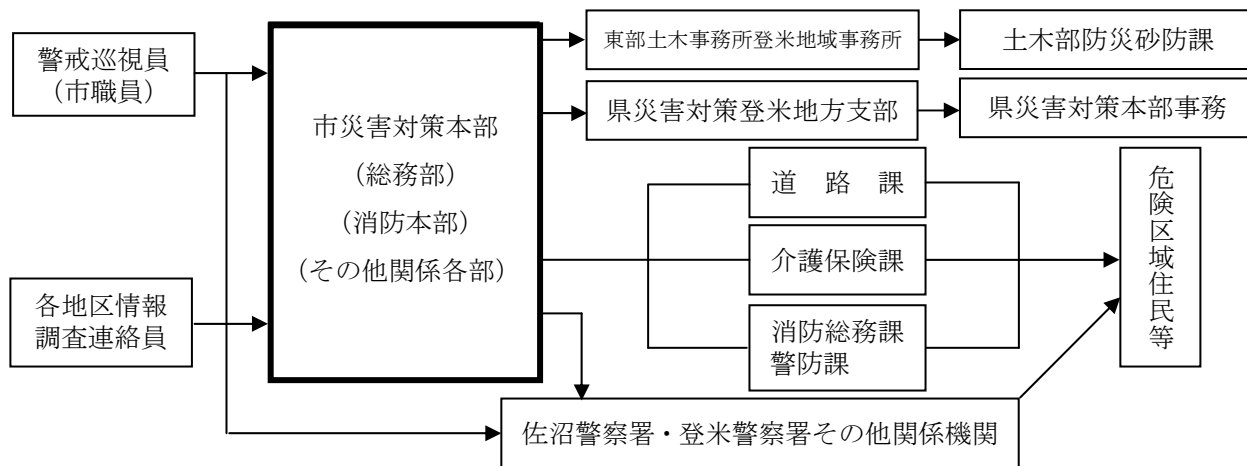 警戒巡視員
（市職員）
各地区情報
調査連絡員
市災害対策本部
（総務部）
（消防本部）
（その他関係各部）
東部土木事務所登米地域事務所
土木部防災砂防課
県災害対策登米地方支部
県災害対策本部事務
道　路　課
介護保険課
消防総務課
警防課
危険区域住民等
佐沼警察署・登米警察署その他関係機関